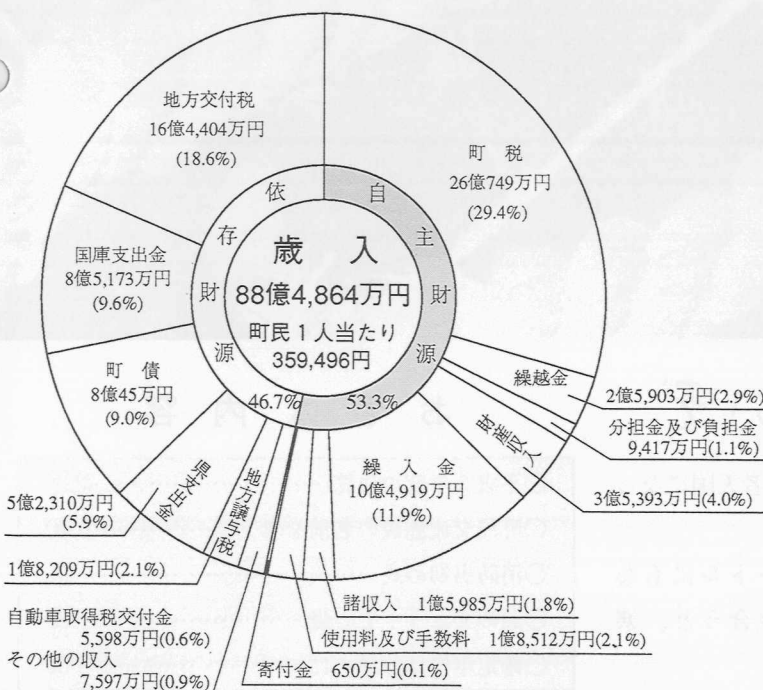 地方交付税
16億4,404万円
(18.6%)
町　税
26億749万円
(29.4%)
国庫支出金
8億5,173万円
(9.6%)
町　債
8億45万円
(9.0%)
依存財源
自主財源
歳　入
88億4,864万円
町民1人当たり
359,496円
46.7%
53.3%
繰越金
2億5,903万円(2.9%)
分担金及び負担金
9,417万円(1.1%)
財産収入
3億5,393万円(4.0%)
繰入金
10億4,919万円
(11.9%)
県支出金
5億2,310万円
(5.9%)
地方譲与税
1億8,209万円(2.1%)
自動車取得税交付金
5,598万円(0.6%)
その他の収入
7,597万円(0.9%)
諸収入　1億5,985万円(1.8%)
使用料及び手数料　1億8,512万円(2.1%)
寄付金　650万円(0.1%)